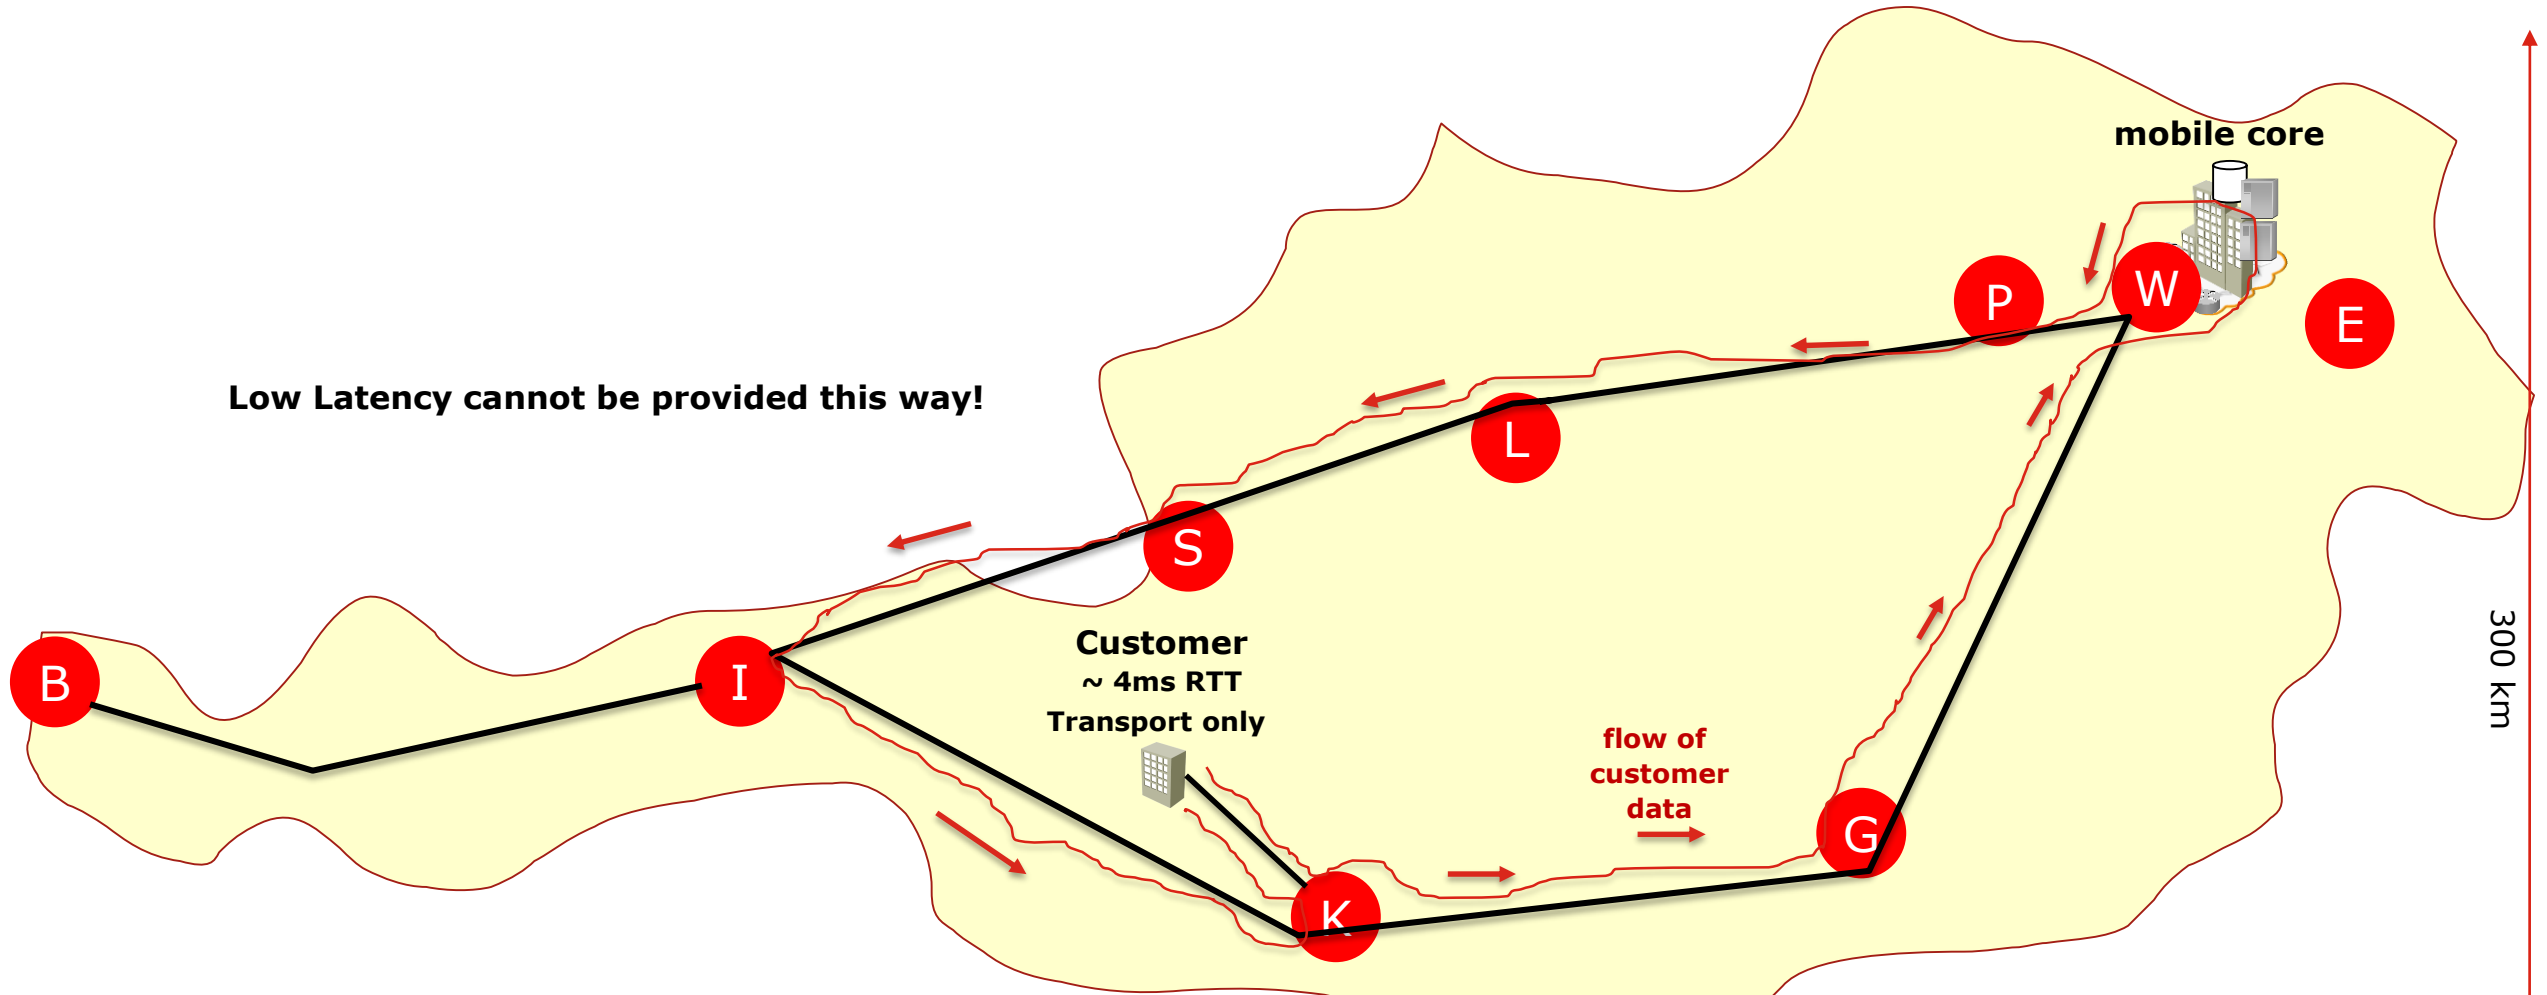 mobile core
P
W
E
Low Latency cannot be provided this way!
L
S
Customer
~ 4ms RTT
Transport only
B
I
300 km
flow of
customer
data
G
K